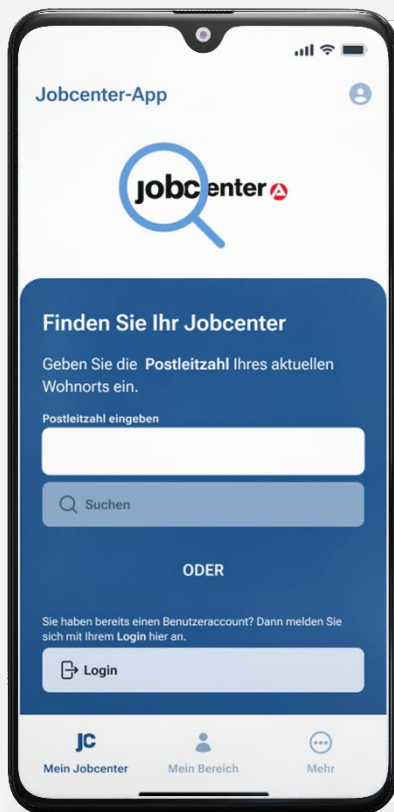 Jobcenter-App
jobcenter
Finden Sie Ihr Jobcenter
Geben Sie die Postleitzahl Ihres aktuellen
Wohnorts ein.
Postleitzahl eingeben
Suchen
ODER
Sie haben bereits einen Benutzeraccount? Dann melden Sie
sich mit Ihrem Login hier an.
Login
JC
Mein Jobcenter
Mein Bereich
Mehr